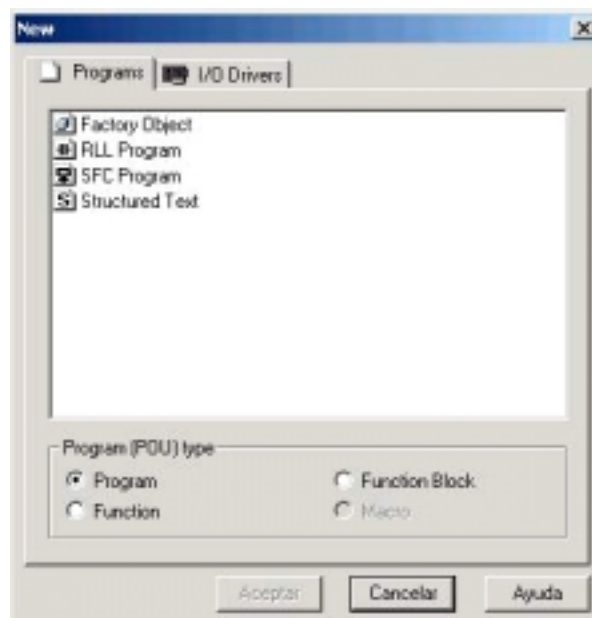 New
Programs I/O Drivers
Factory Object
RLL Program
SFC Program
Structured Text
Program (POU) type
Program Function Block
Function Macro
Aceptar Cancelar Ayuda